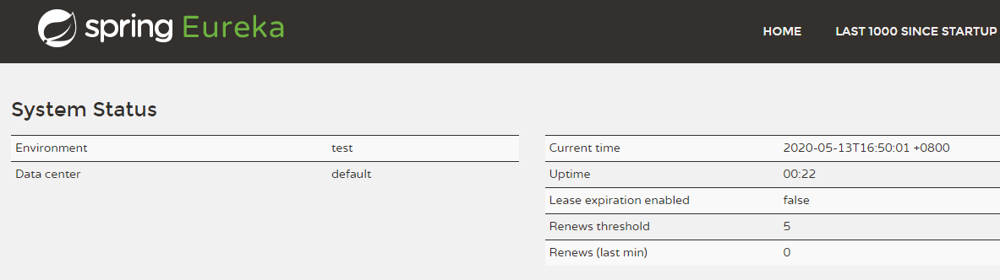 spring Eureka
HOME LAST 1000 SINCE STARTUP
System Status
Environment test
Data center default
Current time 2020-05-13T16:50:01 +0800
Uptime 00:22
Lease expiration enabled false
Renews threshold 5
Renews (last min) 0